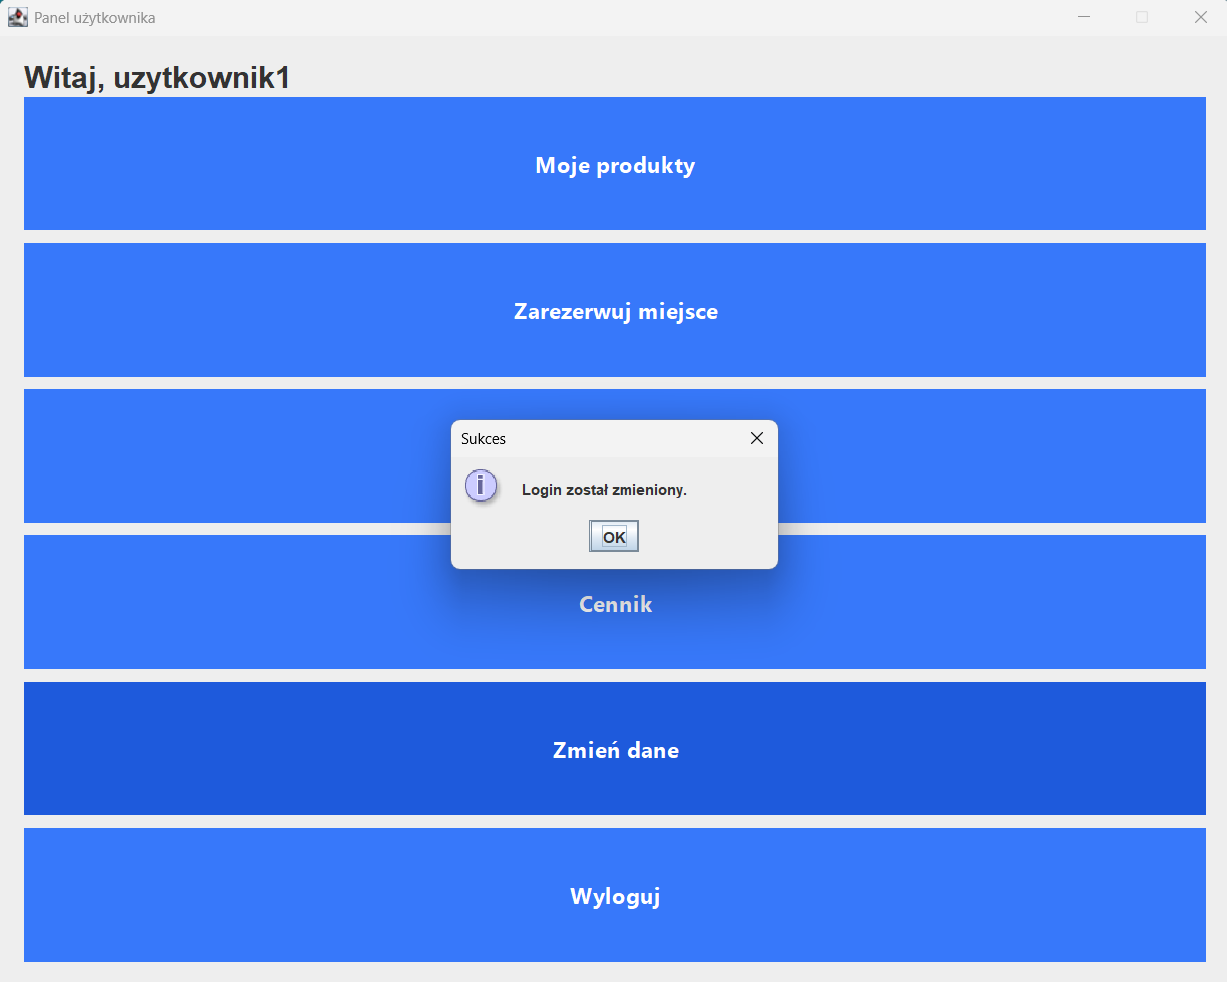 Panel użytkownika
Witaj, uzytkownik1
Moje produkty
Zarezerwuj miejsce
Sukces
Login został zmieniony.
OK
Cennik
Zmień dane
Wyloguj